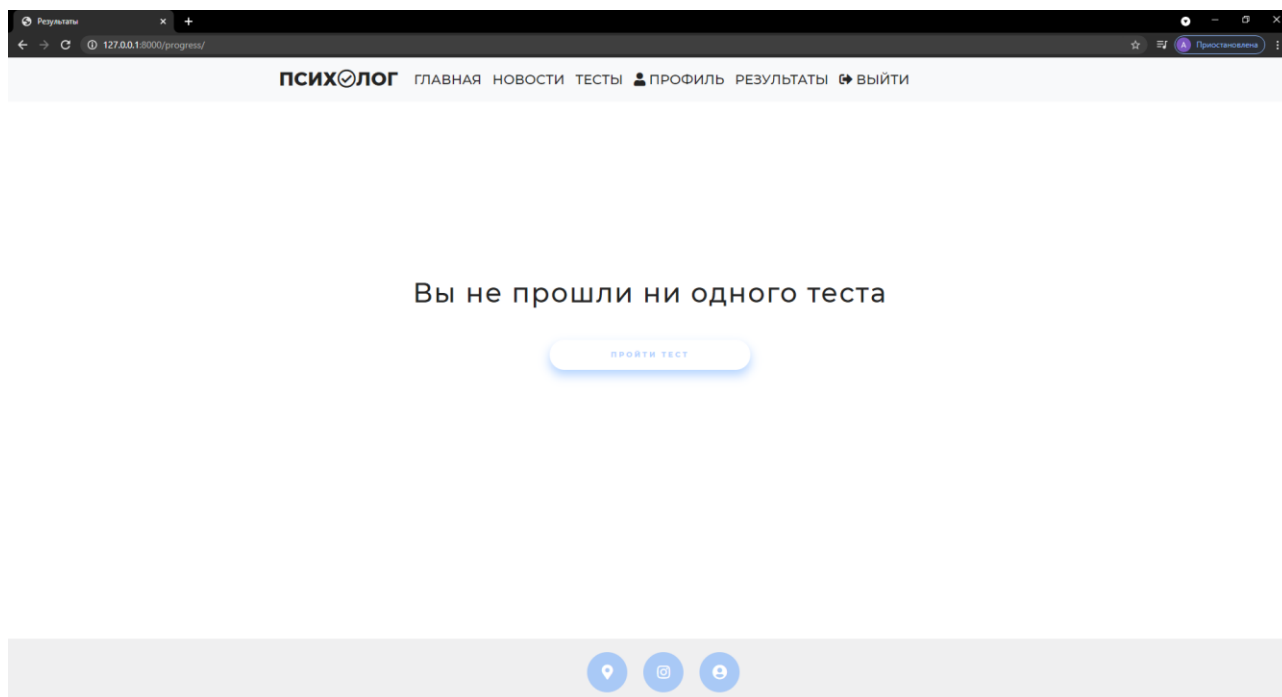 Результаты
127.0.0.1:8000/progress/
А Приостановлена
ПСИХОЛОГ ГЛАВНАЯ НОВОСТИ ТЕСТЫ ПРОФИЛЬ РЕЗУЛЬТАТЫ ВЫЙТИ
Вы не прошли ни одного теста
ПРОЙТИ ТЕСТ